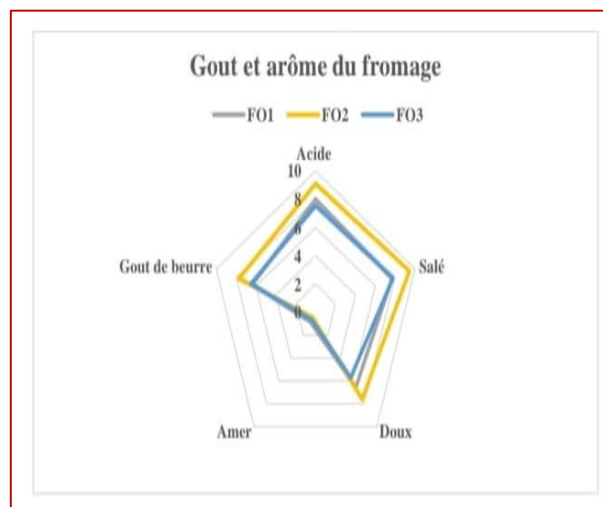 Gout et arôme du fromage
FO1 FO2 FO3
Acide
10
8
6
4
2
0
Salé
Doux
Amer
Gout de beurre